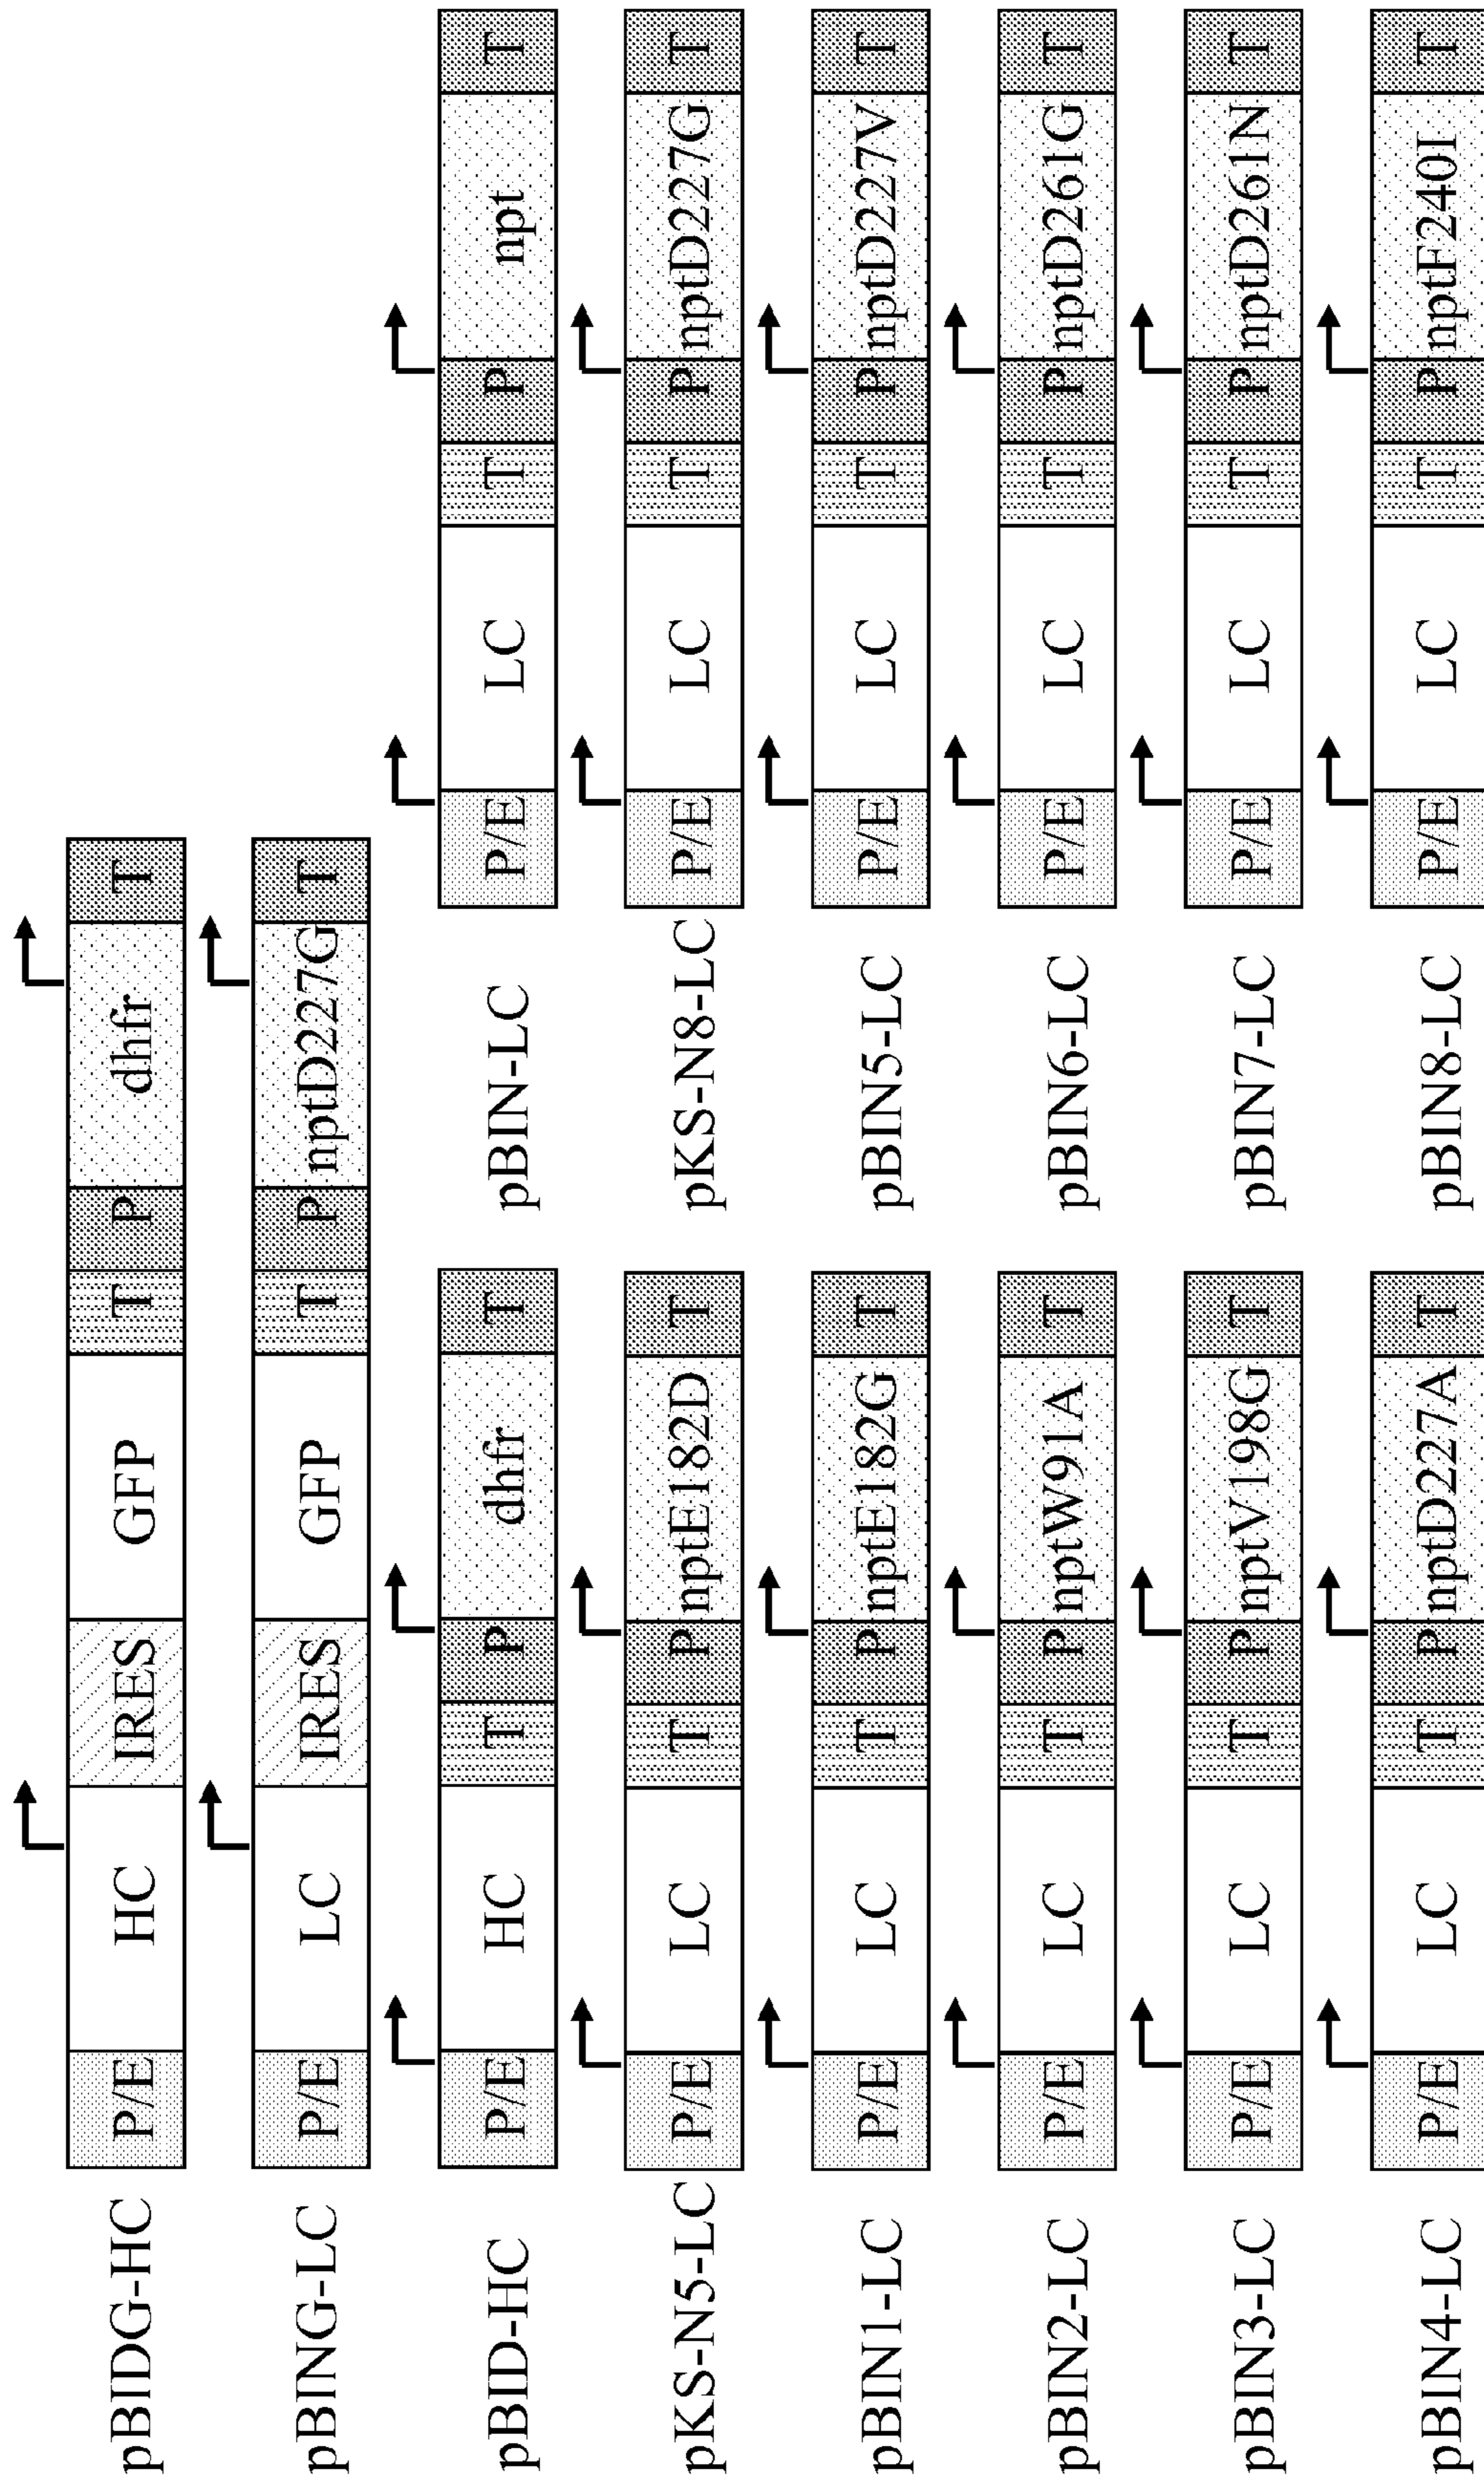 pBIDG-HC P/E HC IRES GFP T P dhfr T
pBING-LC P/E LC IRES GFP T P nptD227G T
pBID-HC P/E HC T P dhfr T
pBIN-LC P/E LC T P npt T
pKS-N5-LC P/E LC T P nptE182D T
pKS-N8-LC P/E LC T P nptD227G T
pBIN1-LC P/E LC T P nptE182G T
pBIN5-LC P/E LC T P nptD227V T
pBIN2-LC P/E LC T P nptW91A T
pBIN6-LC P/E LC T P nptD261G T
pBIN3-LC P/E LC T P nptV198G T
pBIN7-LC P/E LC T P nptD261N T
pBIN4-LC P/E LC T P nptD227A T
pBIN8-LC P/E LC T P nptF240I T